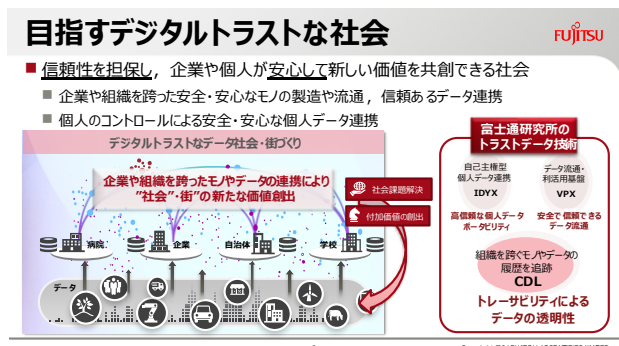 目指すデジタルトラストな社会
FUJITSU
信頼性を担保し，企業や個人が安心して新しい価値を共創できる社会
企業や組織を跨った安全・安心なモノの製造や流通，信頼あるデータ連携
個人のコントロールによる安全・安心な個人データ連携
デジタルトラストなデータ社会・街づくり
企業や組織を跨ったモノやデータの連携により
”社会”・街”の新たな価値創出
社会課題解決
付加価値の創出
病院
企業
自治体
学校
データ
富士通研究所の
トラストデータ技術
自己主権型
個人データ連携
IDYX
データ流通・
利活用基盤
VPX
高信頼な個人データ
ポータビリティ
安全で信頼できる
データ流通
組織を跨ぐモノやデータの
履歴を追跡
CDL
トレーサビリティによる
データの透明性